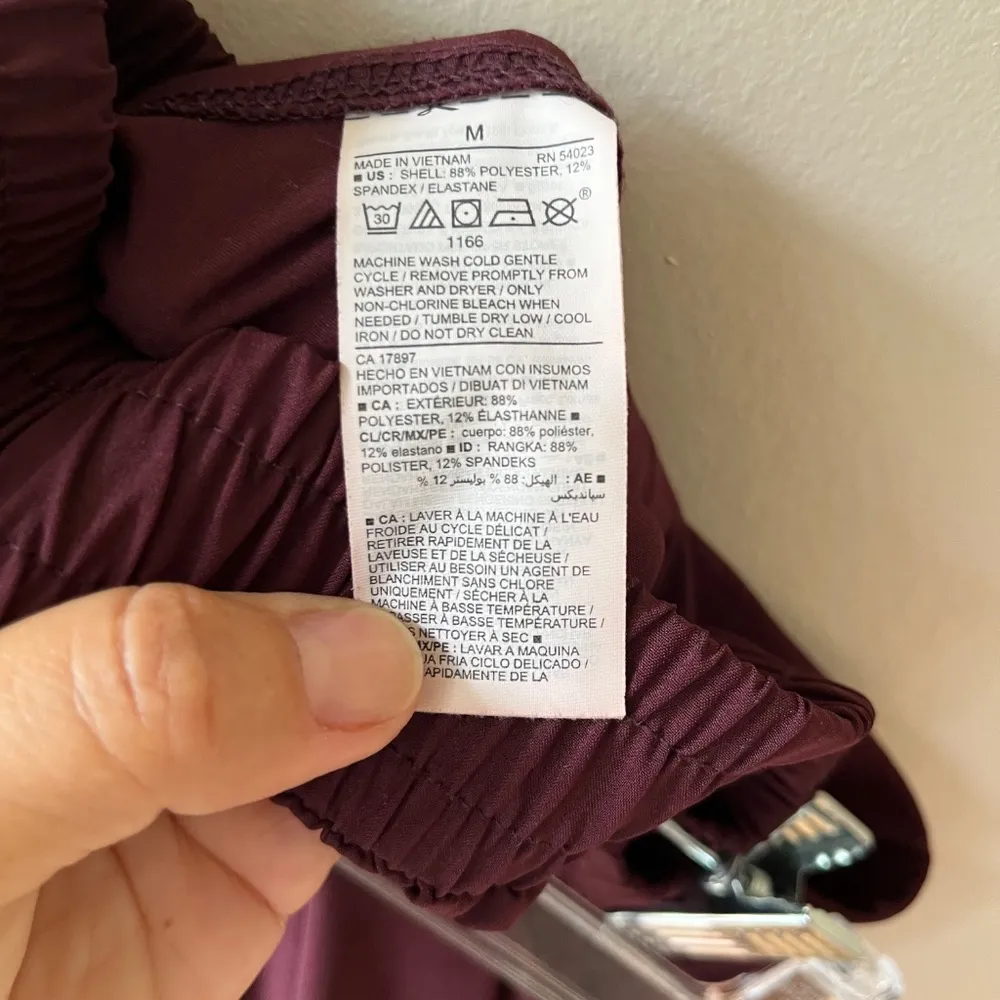 M
MADE IN VIETNAM RN 54023
■ US : SHELL: 88% POLYESTER, 12%
SPANDEX / ELASTANE
30 ®
1166
MACHINE WASH COLD GENTLE
CYCLE / REMOVE PROMPTLY FROM
WASHER AND DRYER / ONLY
NON-CHLORINE BLEACH WHEN
NEEDED / TUMBLE DRY LOW / COOL
IRON / DO NOT DRY CLEAN
CA 17897
HECHO EN VIETNAM CON INSUMOS
IMPORTADOS / DIBUAT DI VIETNAM
■ CA : EXTÉRIEUR: 88%
POLYESTER, 12% ÉLASTHANNE ■
CL/CR/MX/PE : cuerpo: 88% poliéster,
12% elastano ■ ID : RANGKA: 88%
POLISTER, 12% SPANDEKS
■ AE : الهيكل: 88 % بوليستر 12 %
سباندیكس
■ CA : LAVER À LA MACHINE À L'EAU
FROIDE AU CYCLE DÉLICAT /
RETIRER RAPIDEMENT DE LA
LAVEUSE ET DE LA SÉCHEUSE /
UTILISER AU BESOIN UN AGENT DE
BLANCHIMENT SANS CHLORE
UNIQUEMENT / SÉCHER À LA
MACHINE À BASSE TEMPÉRATURE /
ASSER À BASSE TEMPÉRATURE /
S NETTOYER À SEC ■
MX/PE : LAVAR A MAQUINA
UA FRIA CICLO DELICADO /
APIDAMENTE DE LA